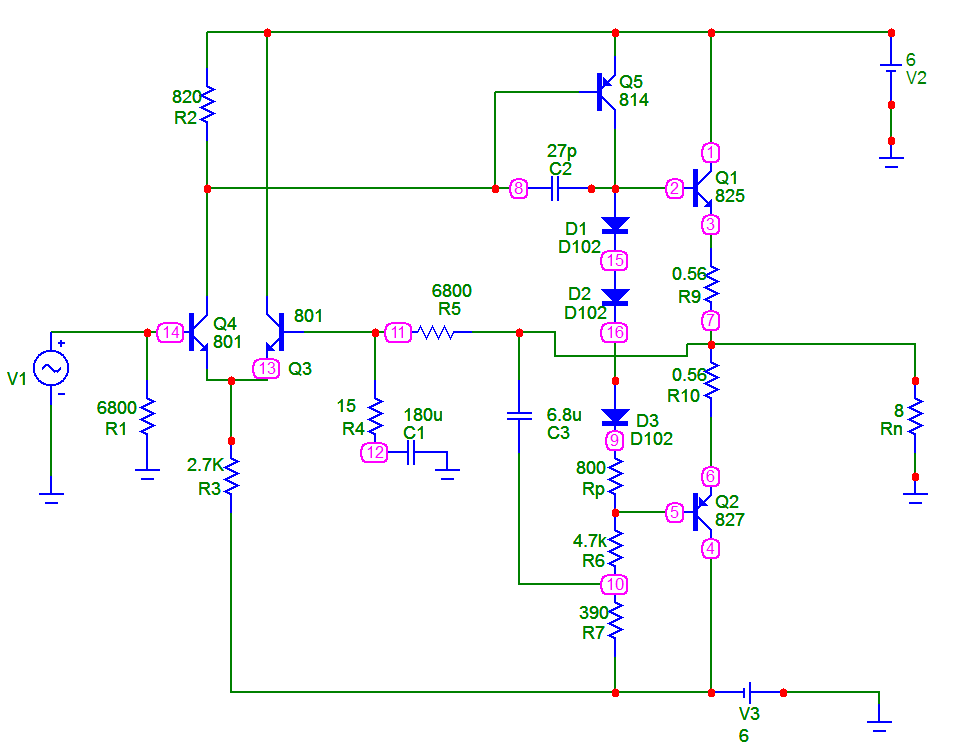 6
V2
Q5
814
820
R2
27p
C2
1
8
2
Q1
825
3
D1
D102
15
0.56
R9
D2
D102
16
7
6800
R5
801
Q4
801
14
11
13
Q3
V1
0.56
R10
6800
R1
15
R4
180u
C1
12
6.8u
C3
D3
D102
8
Rn
9
2.7K
R3
800
Rp
6
5
Q2
827
4.7k
R6
4
10
390
R7
V3
6